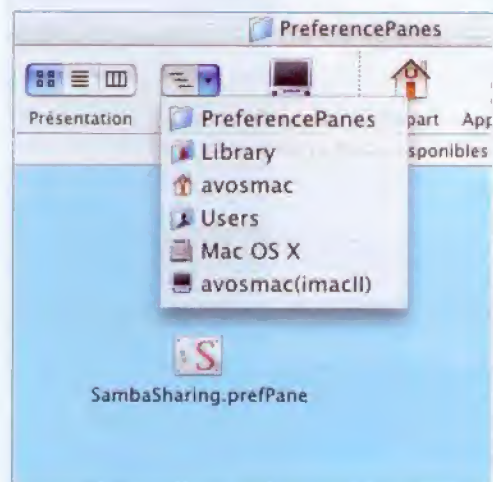 PreferencePanes
Présentation
part App
sponibles
PreferencePanes
Library
avosmac
Users
Mac OS X
avosmac(imacII)
S
SambaSharing.prefPane